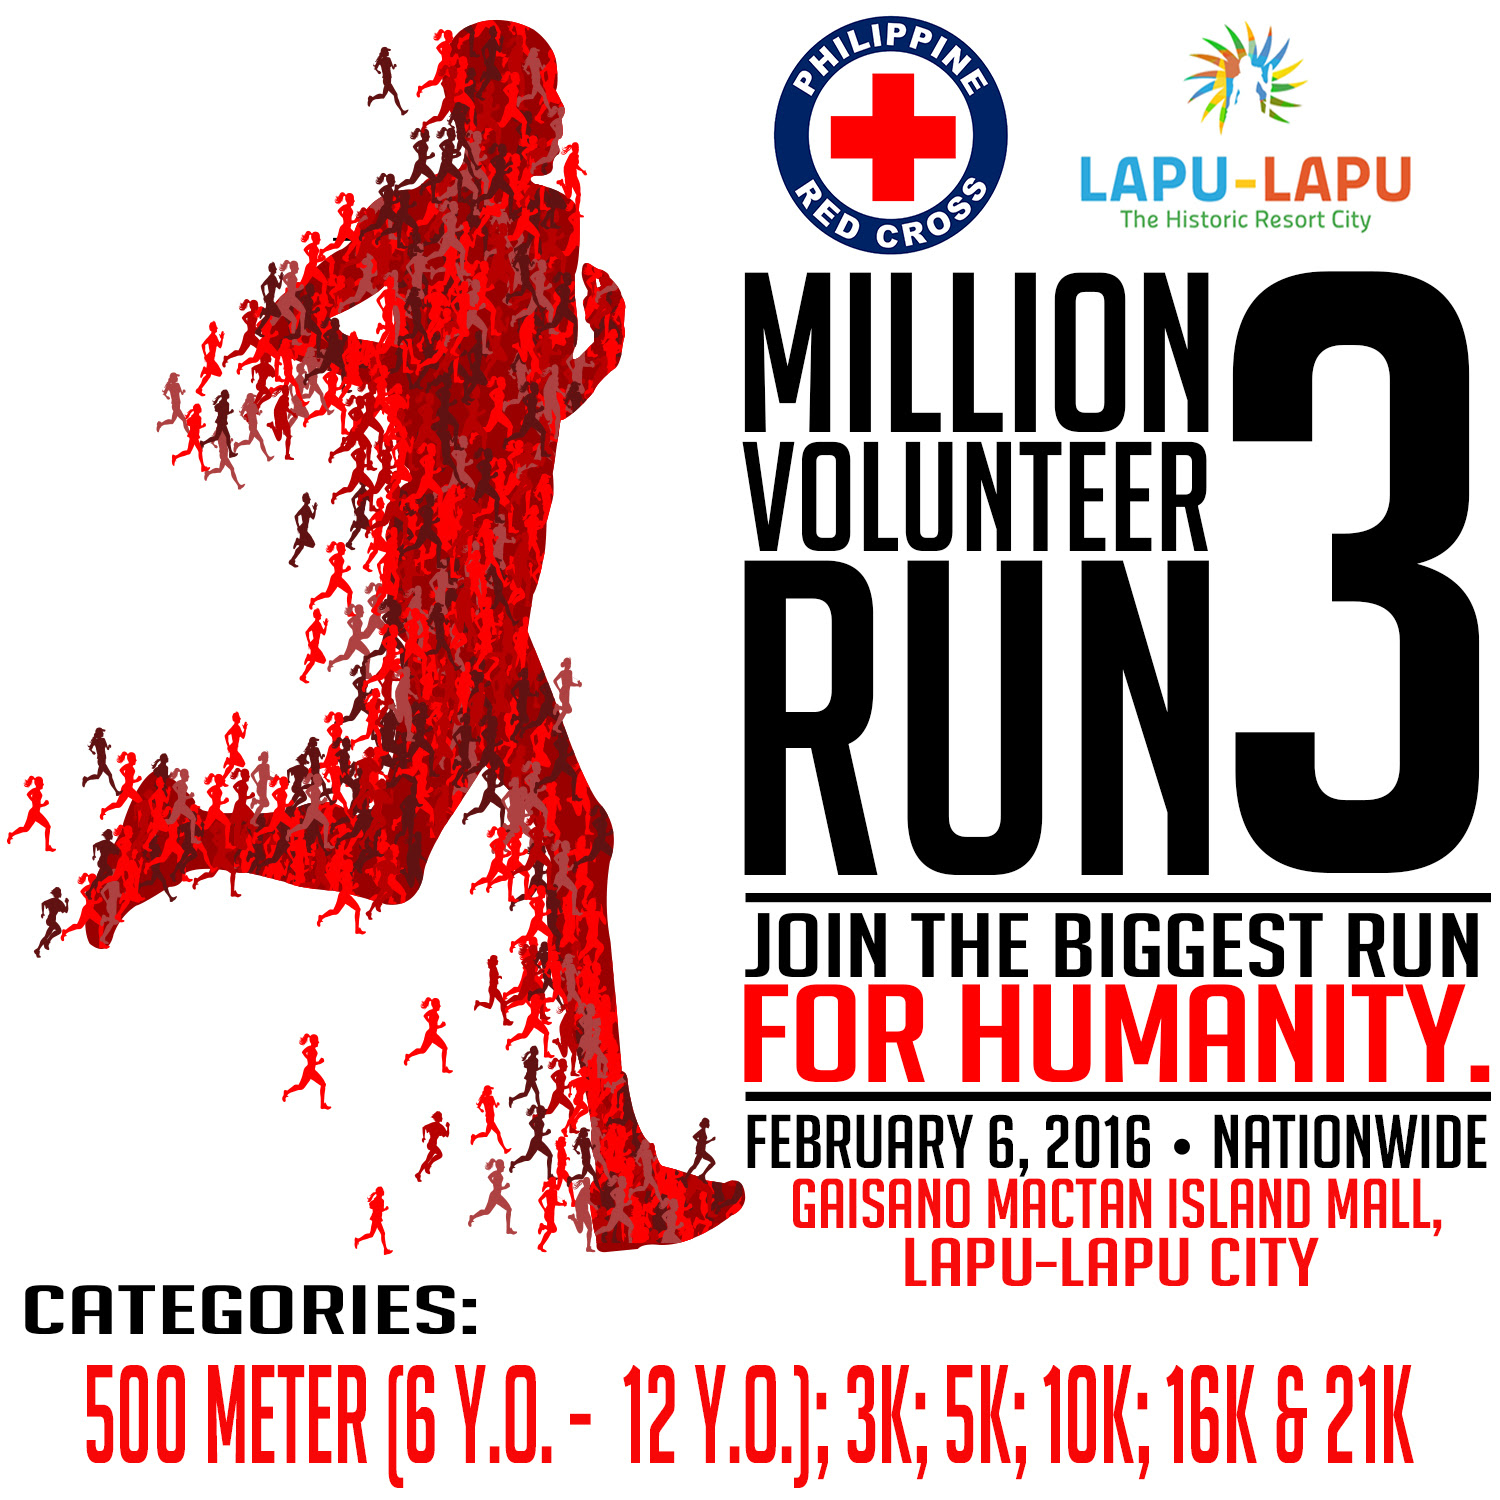 PHILIPPINE
RED CROSS
LAPU-LAPU
The Historic Resort City
MILLION
VOLUNTEER
RUN
3
JOIN THE BIGGEST RUN
FOR HUMANITY.
FEBRUARY 6, 2016 • NATIONWIDE
GAISANO MACTAN ISLAND MALL,
LAPU-LAPU CITY
CATEGORIES:
500 METER (6 Y.O. - 12 Y.O.); 3K; 5K; 10K; 16K & 21K